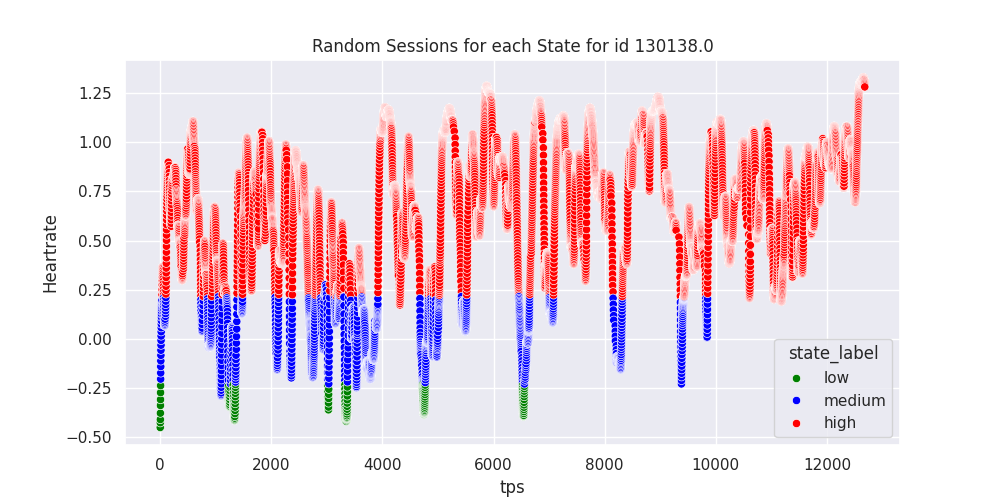 Random Sessions for each State for id 130138.0
Heartrate
1.25
1.00
0.75
0.50
0.25
0.00
−0.25
−0.50
state_label
low
medium
high
0 2000 4000 6000 8000 10000 12000
tps